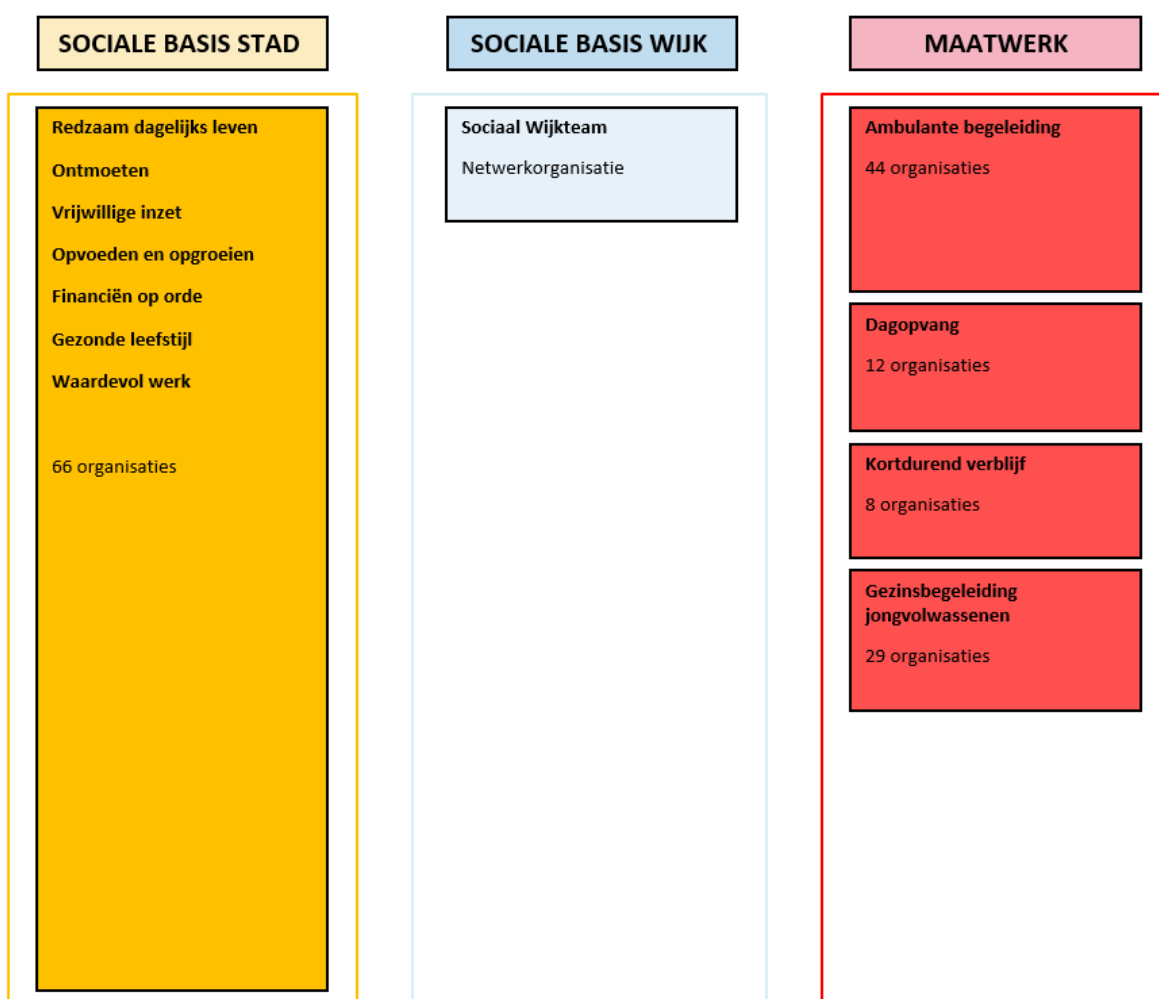 SOCIALE BASIS STAD
Redzaam dagelijks leven
Ontmoeten
Vrijwillige inzet
Opvoeden en opgroeien
Financiën op orde
Gezonde leefstijl
Waardevol werk
66 organisaties
SOCIALE BASIS WIJK
Sociaal Wijkteam
Netwerkorganisatie
MAATWERK
Ambulante begeleiding
44 organisaties
Dagopvang
12 organisaties
Kortdurend verblijf
8 organisaties
Gezinsbegeleiding
jongvolwassenen
29 organisaties